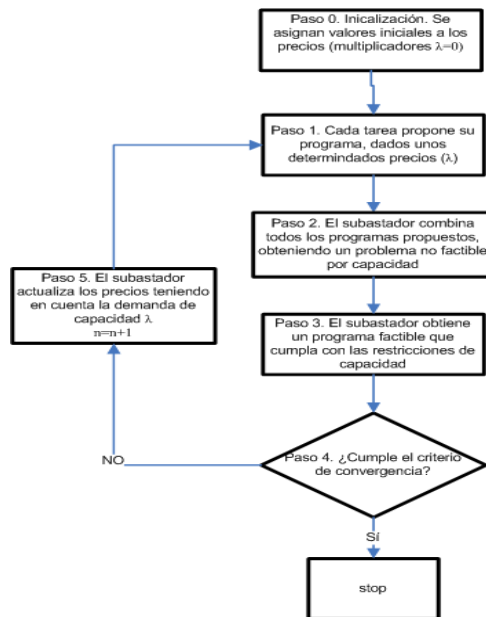 Paso 0. Inicalización. Se
asignan valores iniciales a los
precios (multiplicadores λ=0)
Paso 1. Cada tarea propone su
programa, dados unos
determindados precios (λ)
Paso 2. El subastador combina
todos los programas propuestos,
obteniendo un problema no factible
por capacidad
Paso 3. El subastador obtiene
un programa factible que
cumpla con las restricciones de
capacidad
Paso 4. ¿Cumple el criterio
de convergencia?
NO
Paso 5. El subastador
actualiza los precios teniendo
en cuenta la demanda de
capacidad λ
n=n+1
Sí
stop